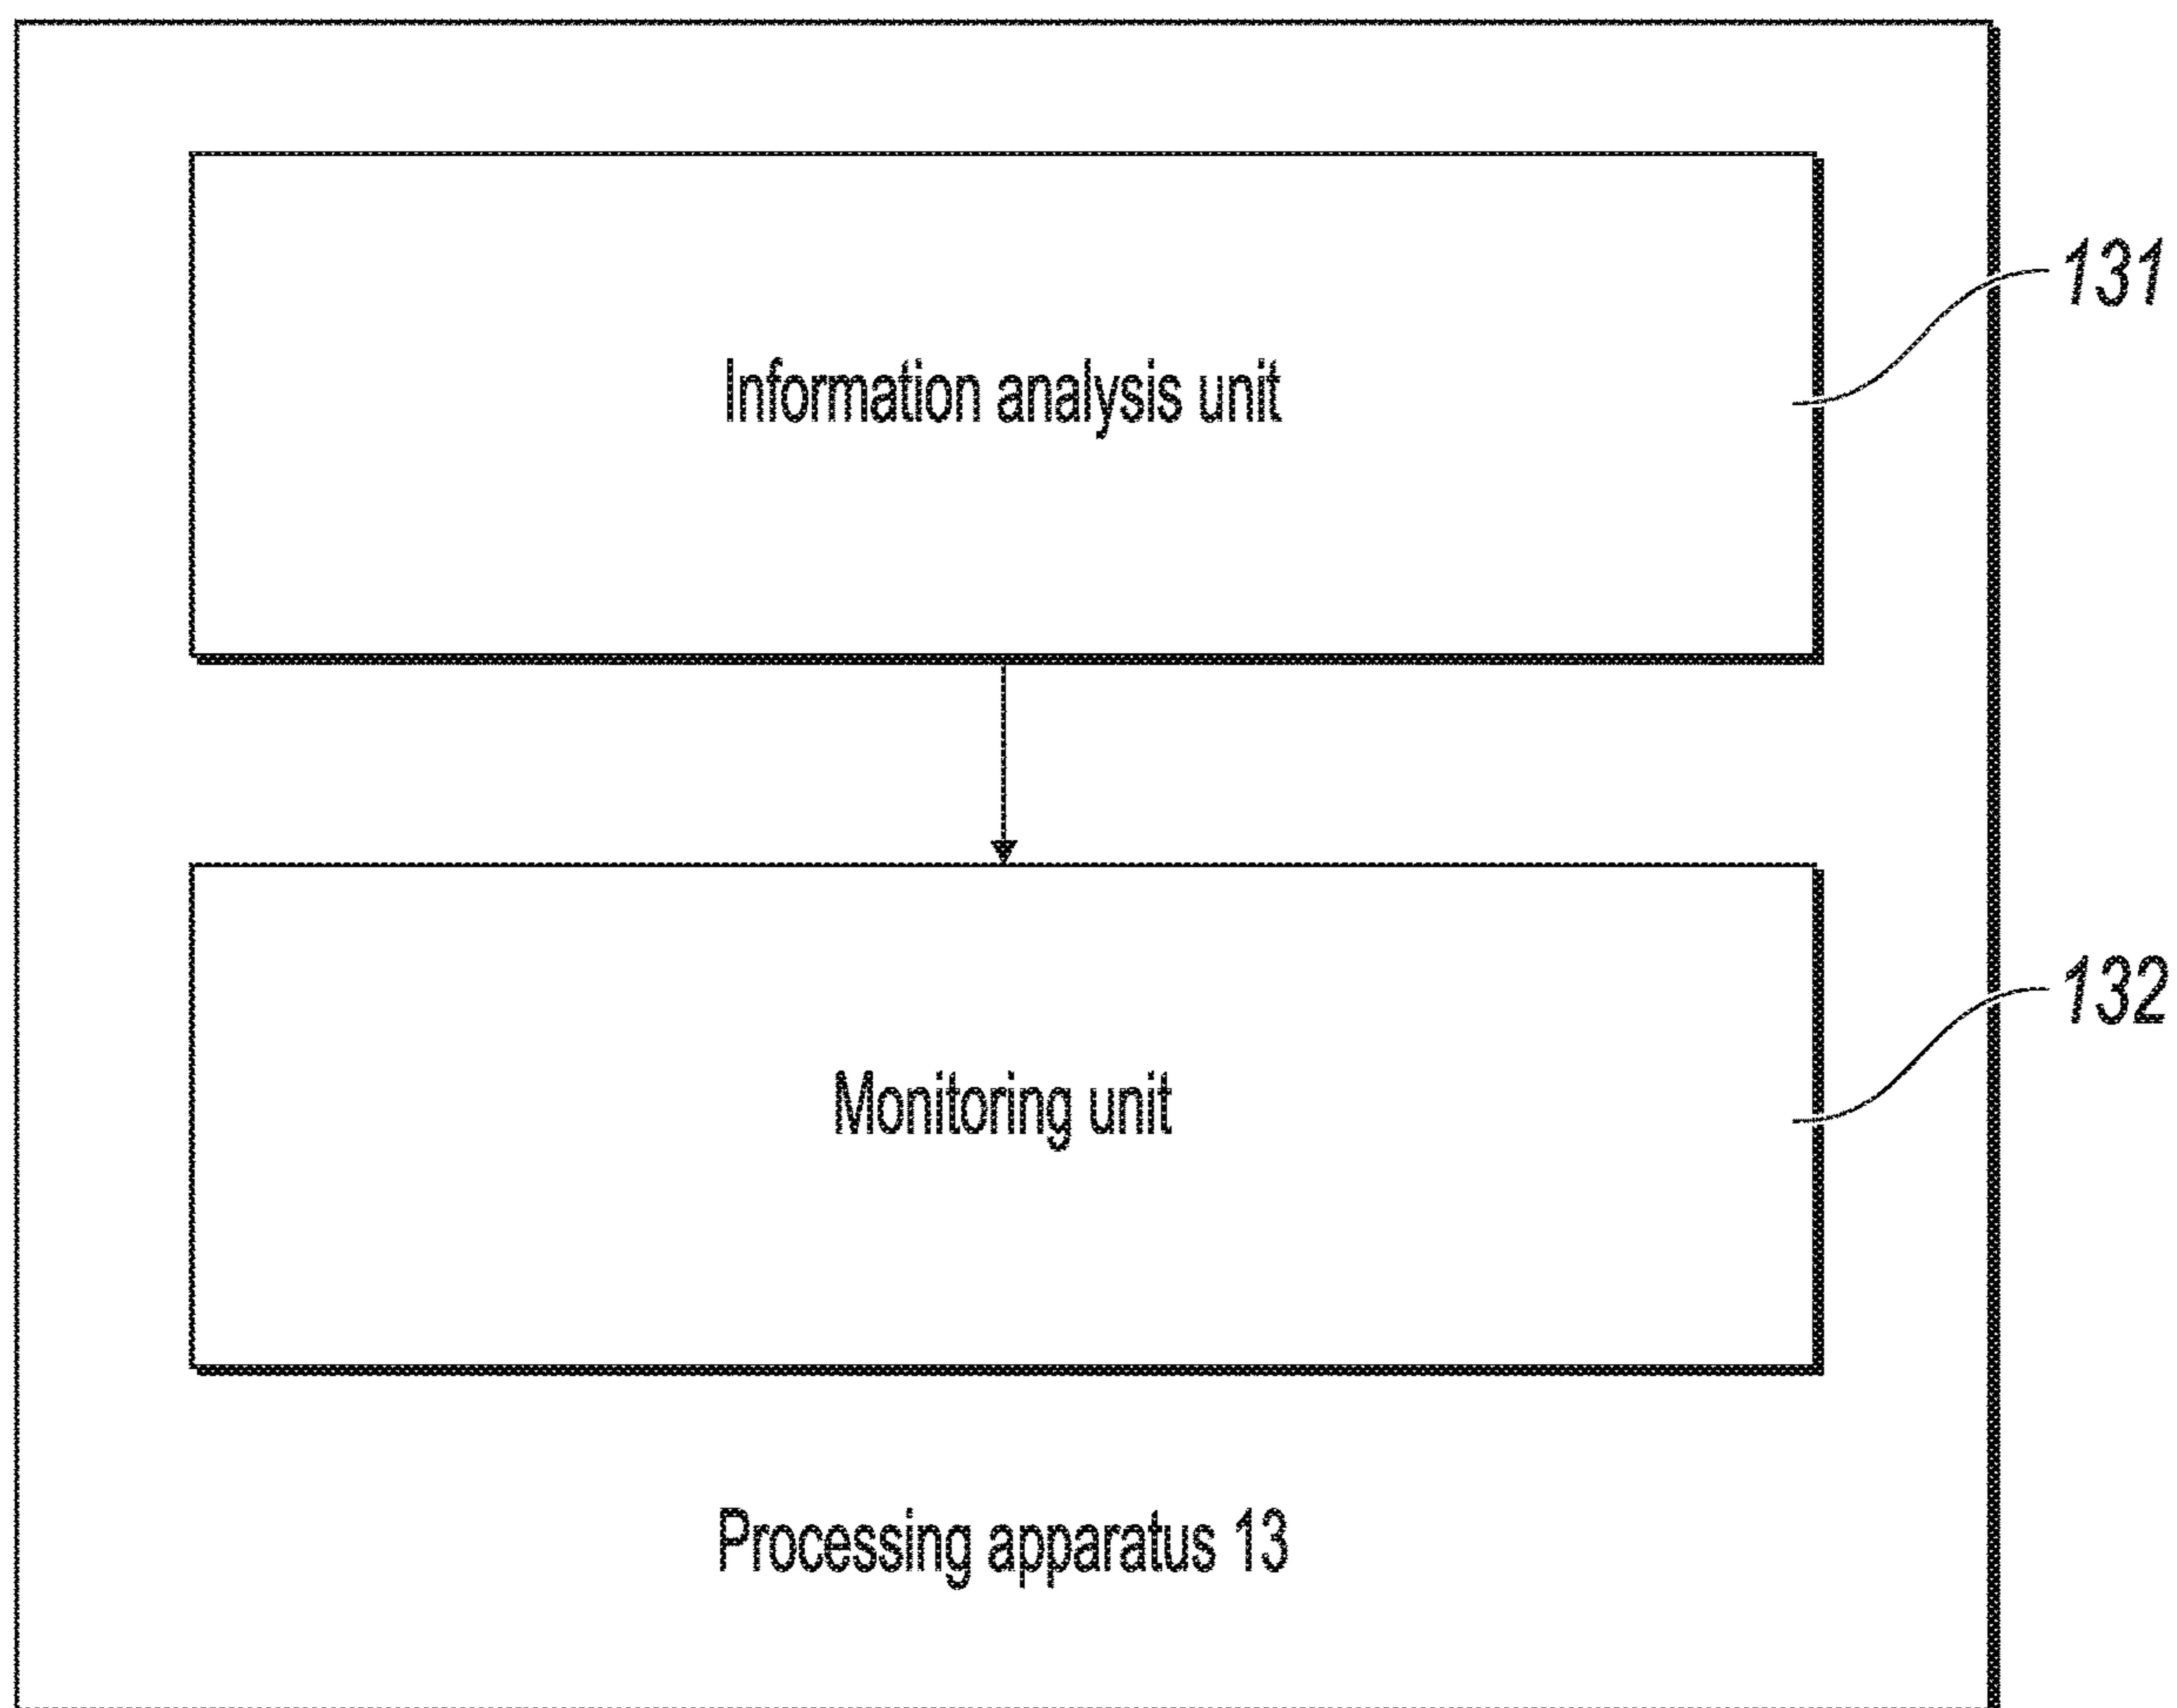 131
Information analysis unit
132
Monitoring unit
Processing apparatus 13